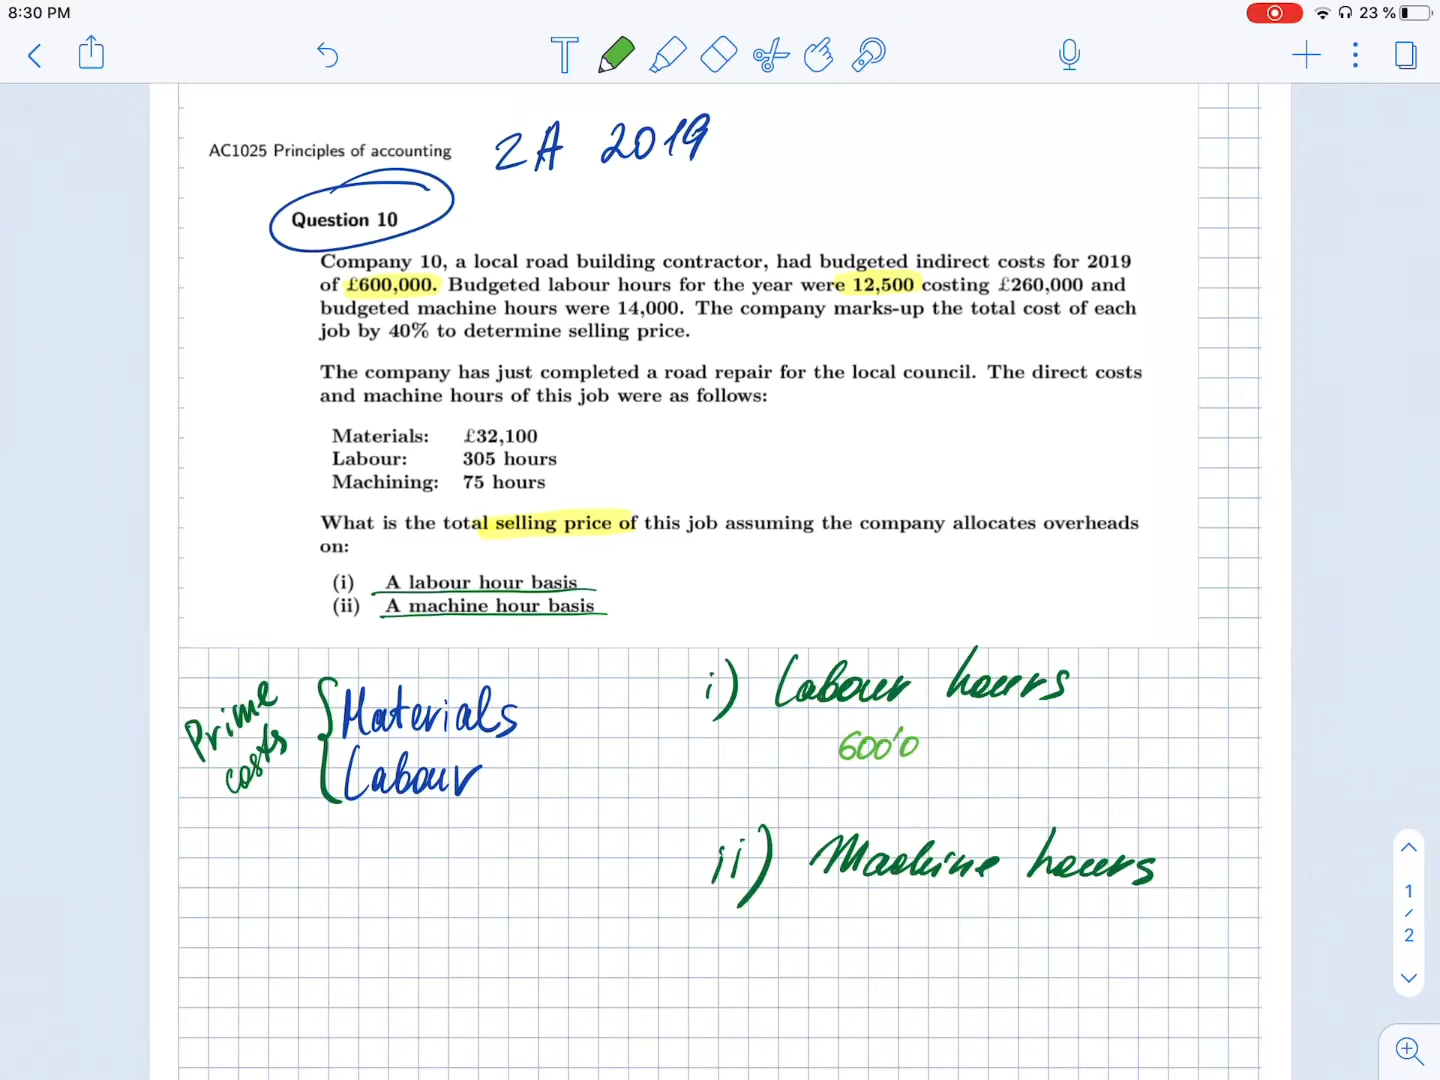 8:30 PM
23 %
AC1025 Principles of accounting
ZA 2019
Question 10
Company 10, a local road building contractor, had budgeted indirect costs for 2019
of £600,000. Budgeted labour hours for the year were 12,500 costing £260,000 and
budgeted machine hours were 14,000. The company marks-up the total cost of each
job by 40% to determine selling price.
The company has just completed a road repair for the local council. The direct costs
and machine hours of this job were as follows:
Materials: £32,100
Labour: 305 hours
Machining: 75 hours
What is the total selling price of this job assuming the company allocates overheads
on:
(i) A labour hour basis
(ii) A machine hour basis
Prime
costs
Materials
Labour
i) Labour hours
600'0
ii) Machine hours
1
/
2